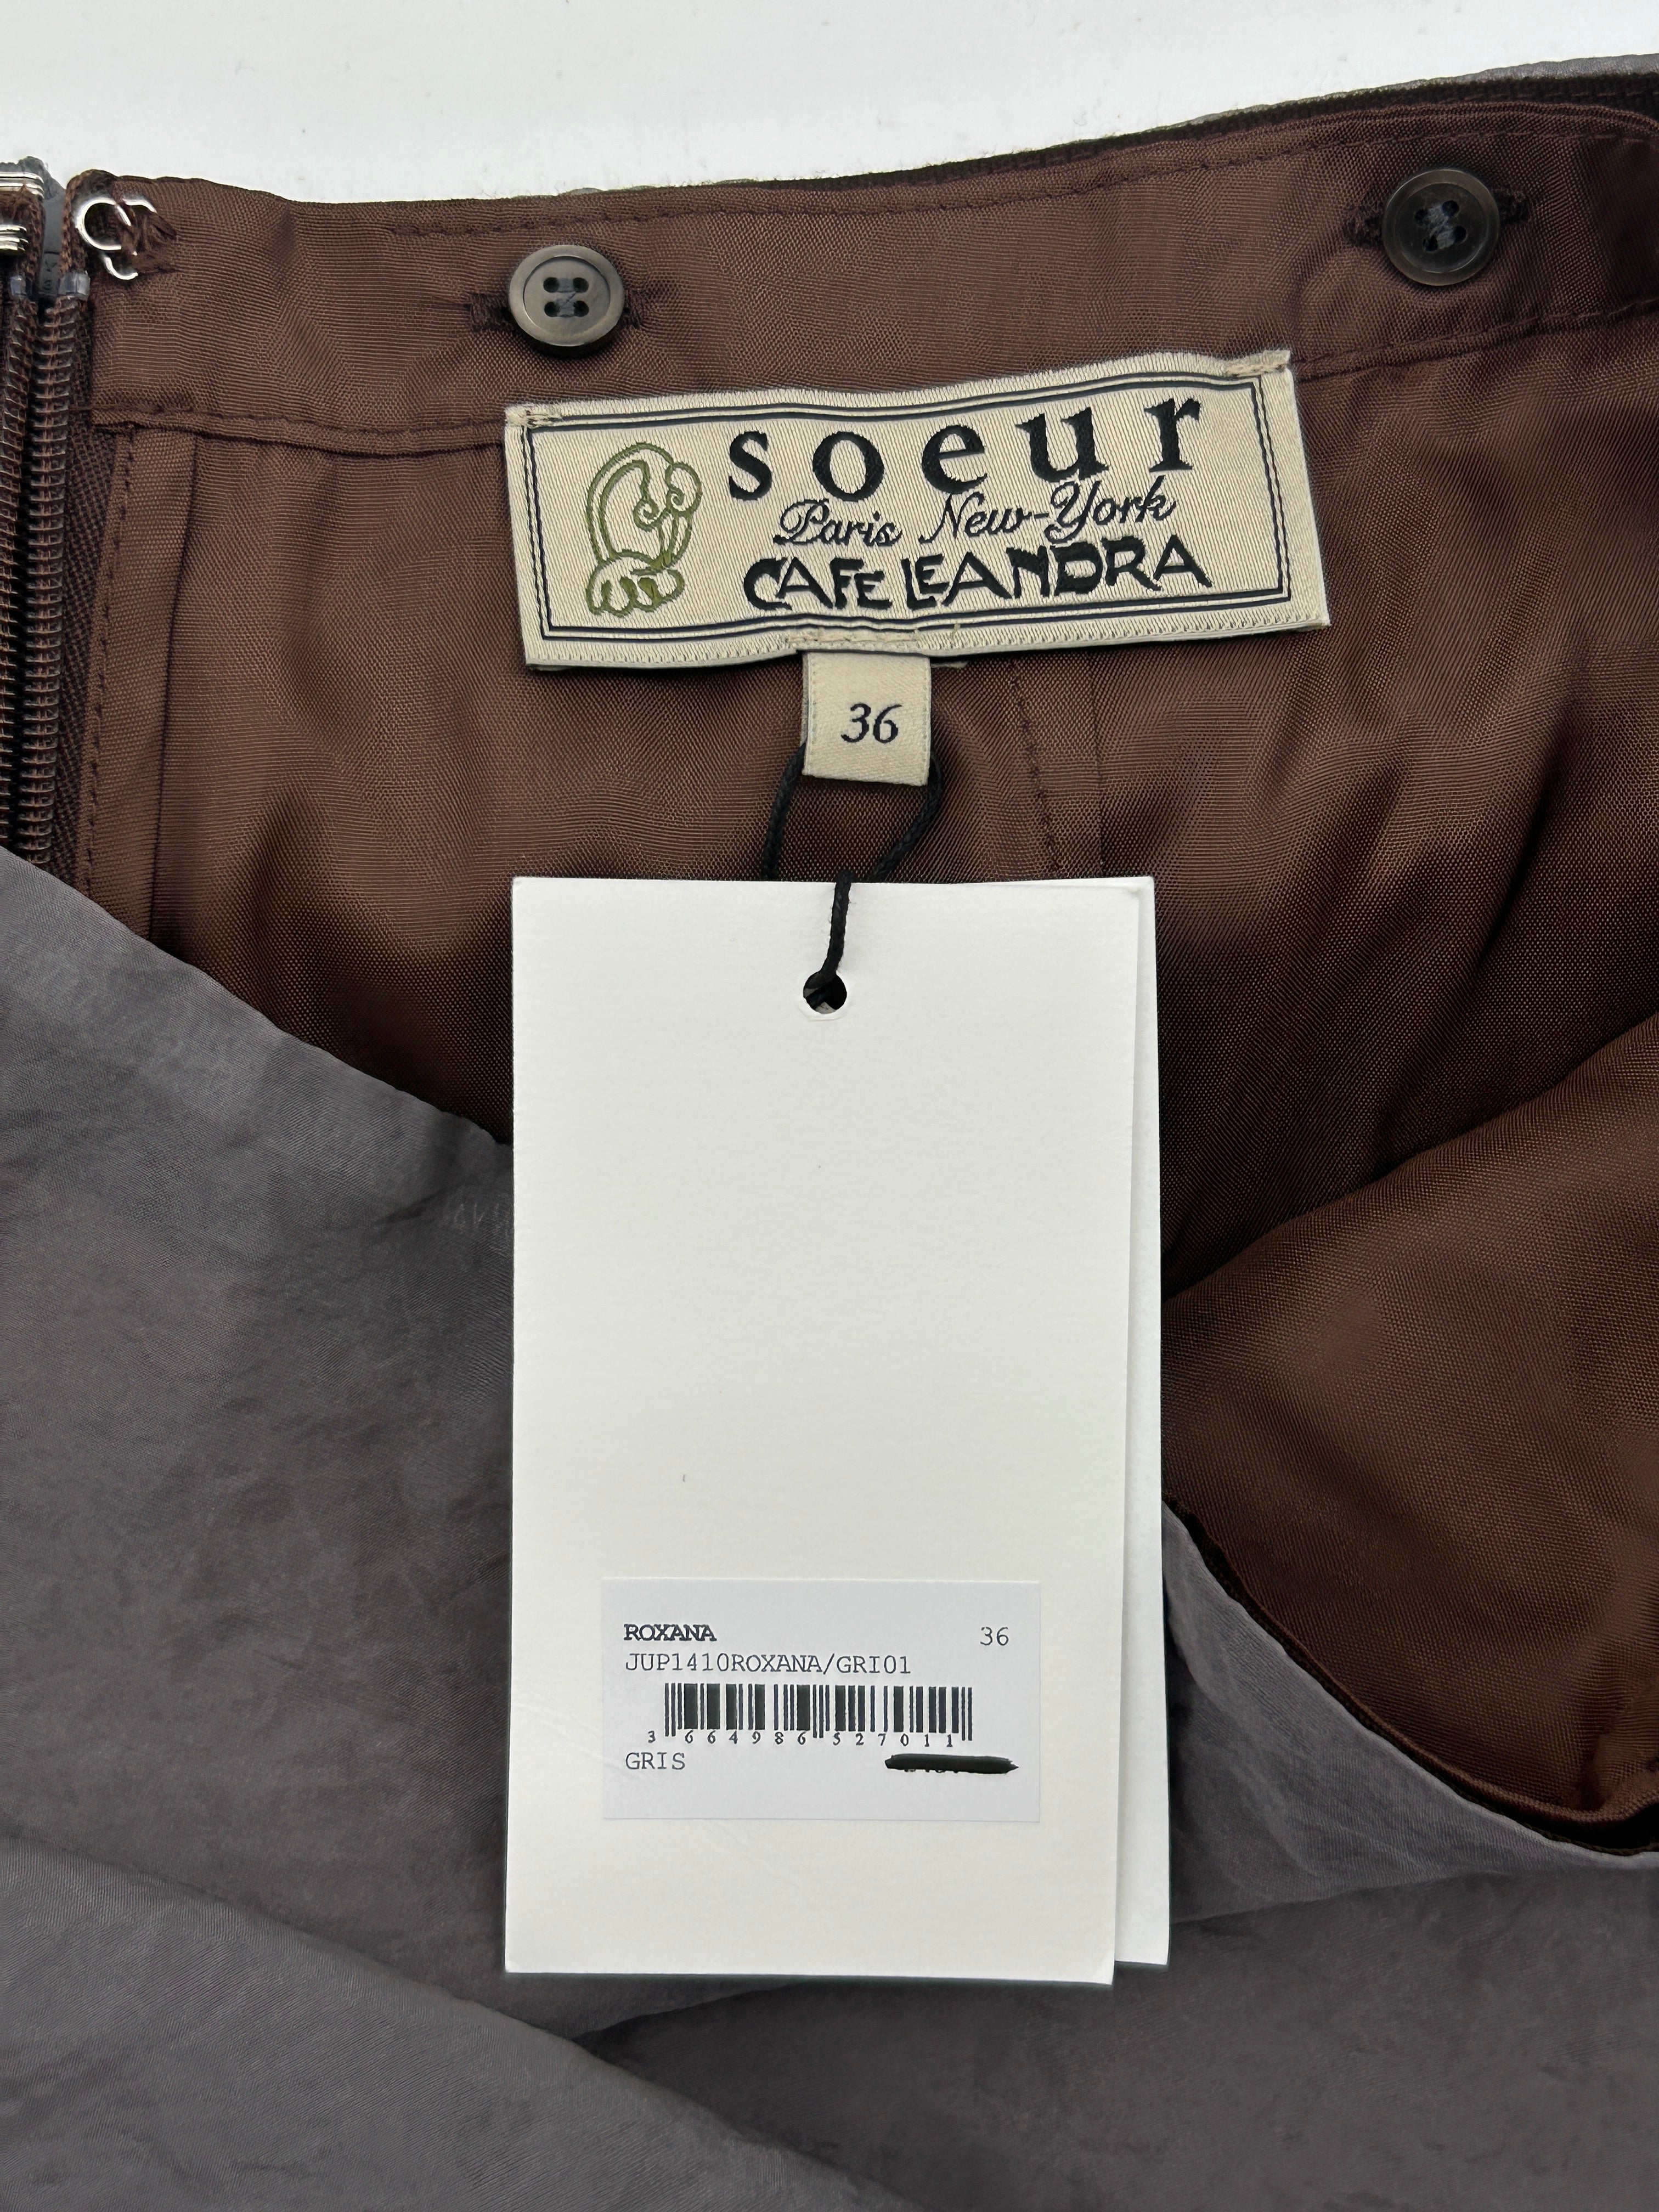 soeur
Paris New-York
CAFE LEANDRA
36
ROXANA 36
JUP1410ROXANA/GRI01
3 664986 527011
GRIS